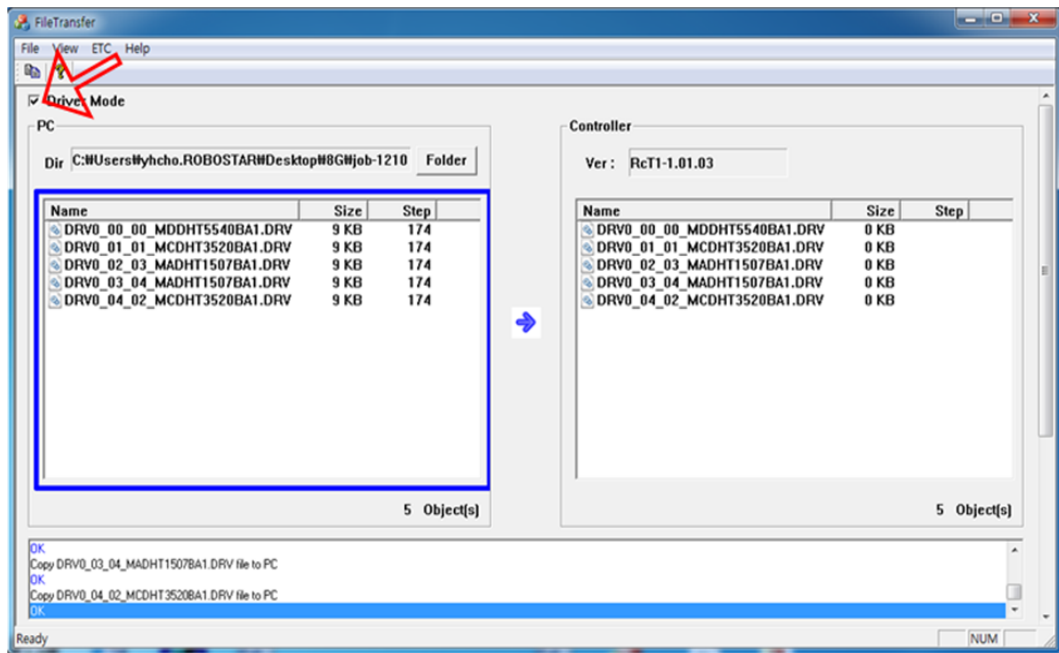 FileTransfer
File View ETC Help
Driver Mode
PC
Dir C:₩Users₩yhcho.ROBOSTAR₩Desktop₩8G₩job-1210 Folder
Name Size Step
DRV0_00_00_MDDHT5540BA1.DRV 9 KB 174
DRV0_01_01_MCDHT3520BA1.DRV 9 KB 174
DRV0_02_03_MADHT1507BA1.DRV 9 KB 174
DRV0_03_04_MADHT1507BA1.DRV 9 KB 174
DRV0_04_02_MCDHT3520BA1.DRV 9 KB 174
5 Object(s)
Controller
Ver : RcT1-1.01.03
Name Size Step
DRV0_00_00_MDDHT5540BA1.DRV 0 KB
DRV0_01_01_MCDHT3520BA1.DRV 0 KB
DRV0_02_03_MADHT1507BA1.DRV 0 KB
DRV0_03_04_MADHT1507BA1.DRV 0 KB
DRV0_04_02_MCDHT3520BA1.DRV 0 KB
5 Object(s)
OK
Copy DRV0_03_04_MADHT1507BA1.DRV file to PC
OK
Copy DRV0_04_02_MCDHT3520BA1.DRV file to PC
OK
Ready NUM